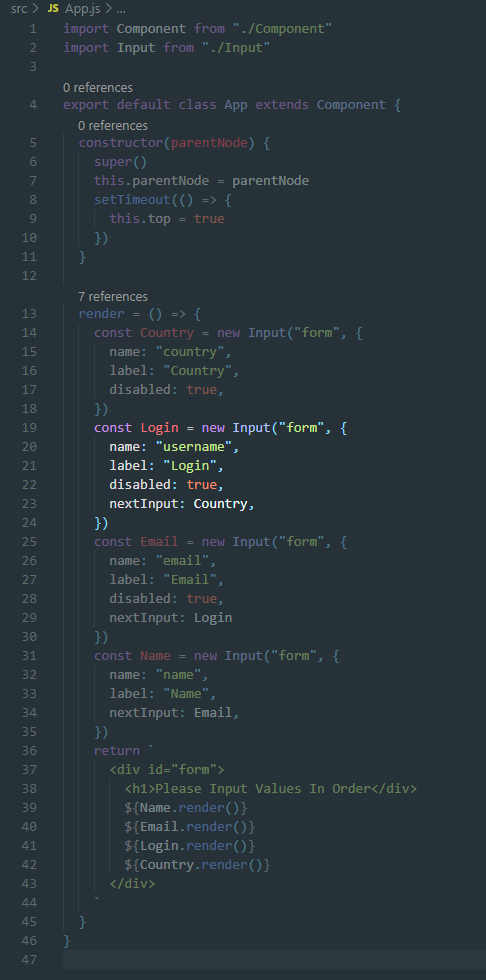 src > JS App.js > ...
1 import Component from "./Component"
2 import Input from "./Input"
3
0 references
4 export default class App extends Component {
0 references
5 constructor(parentNode) {
6 super()
7 this.parentNode = parentNode
8 setTimeout(() => {
9 this.top = true
10 })
11 }
12
7 references
13 render = () => {
14 const Country = new Input("form", {
15 name: "country",
16 label: "Country",
17 disabled: true,
18 })
19 const Login = new Input("form", {
20 name: "username",
21 label: "Login",
22 disabled: true,
23 nextInput: Country,
24 })
25 const Email = new Input("form", {
26 name: "email",
27 label: "Email",
28 disabled: true,
29 nextInput: Login
30 })
31 const Name = new Input("form", {
32 name: "name",
33 label: "Name",
34 nextInput: Email,
35 })
36 return `
37 <div id="form">
38 <h1>Please Input Values In Order</div>
39 ${Name.render()}
40 ${Email.render()}
41 ${Login.render()}
42 ${Country.render()}
43 </div>
44 `
45 }
46 }
47